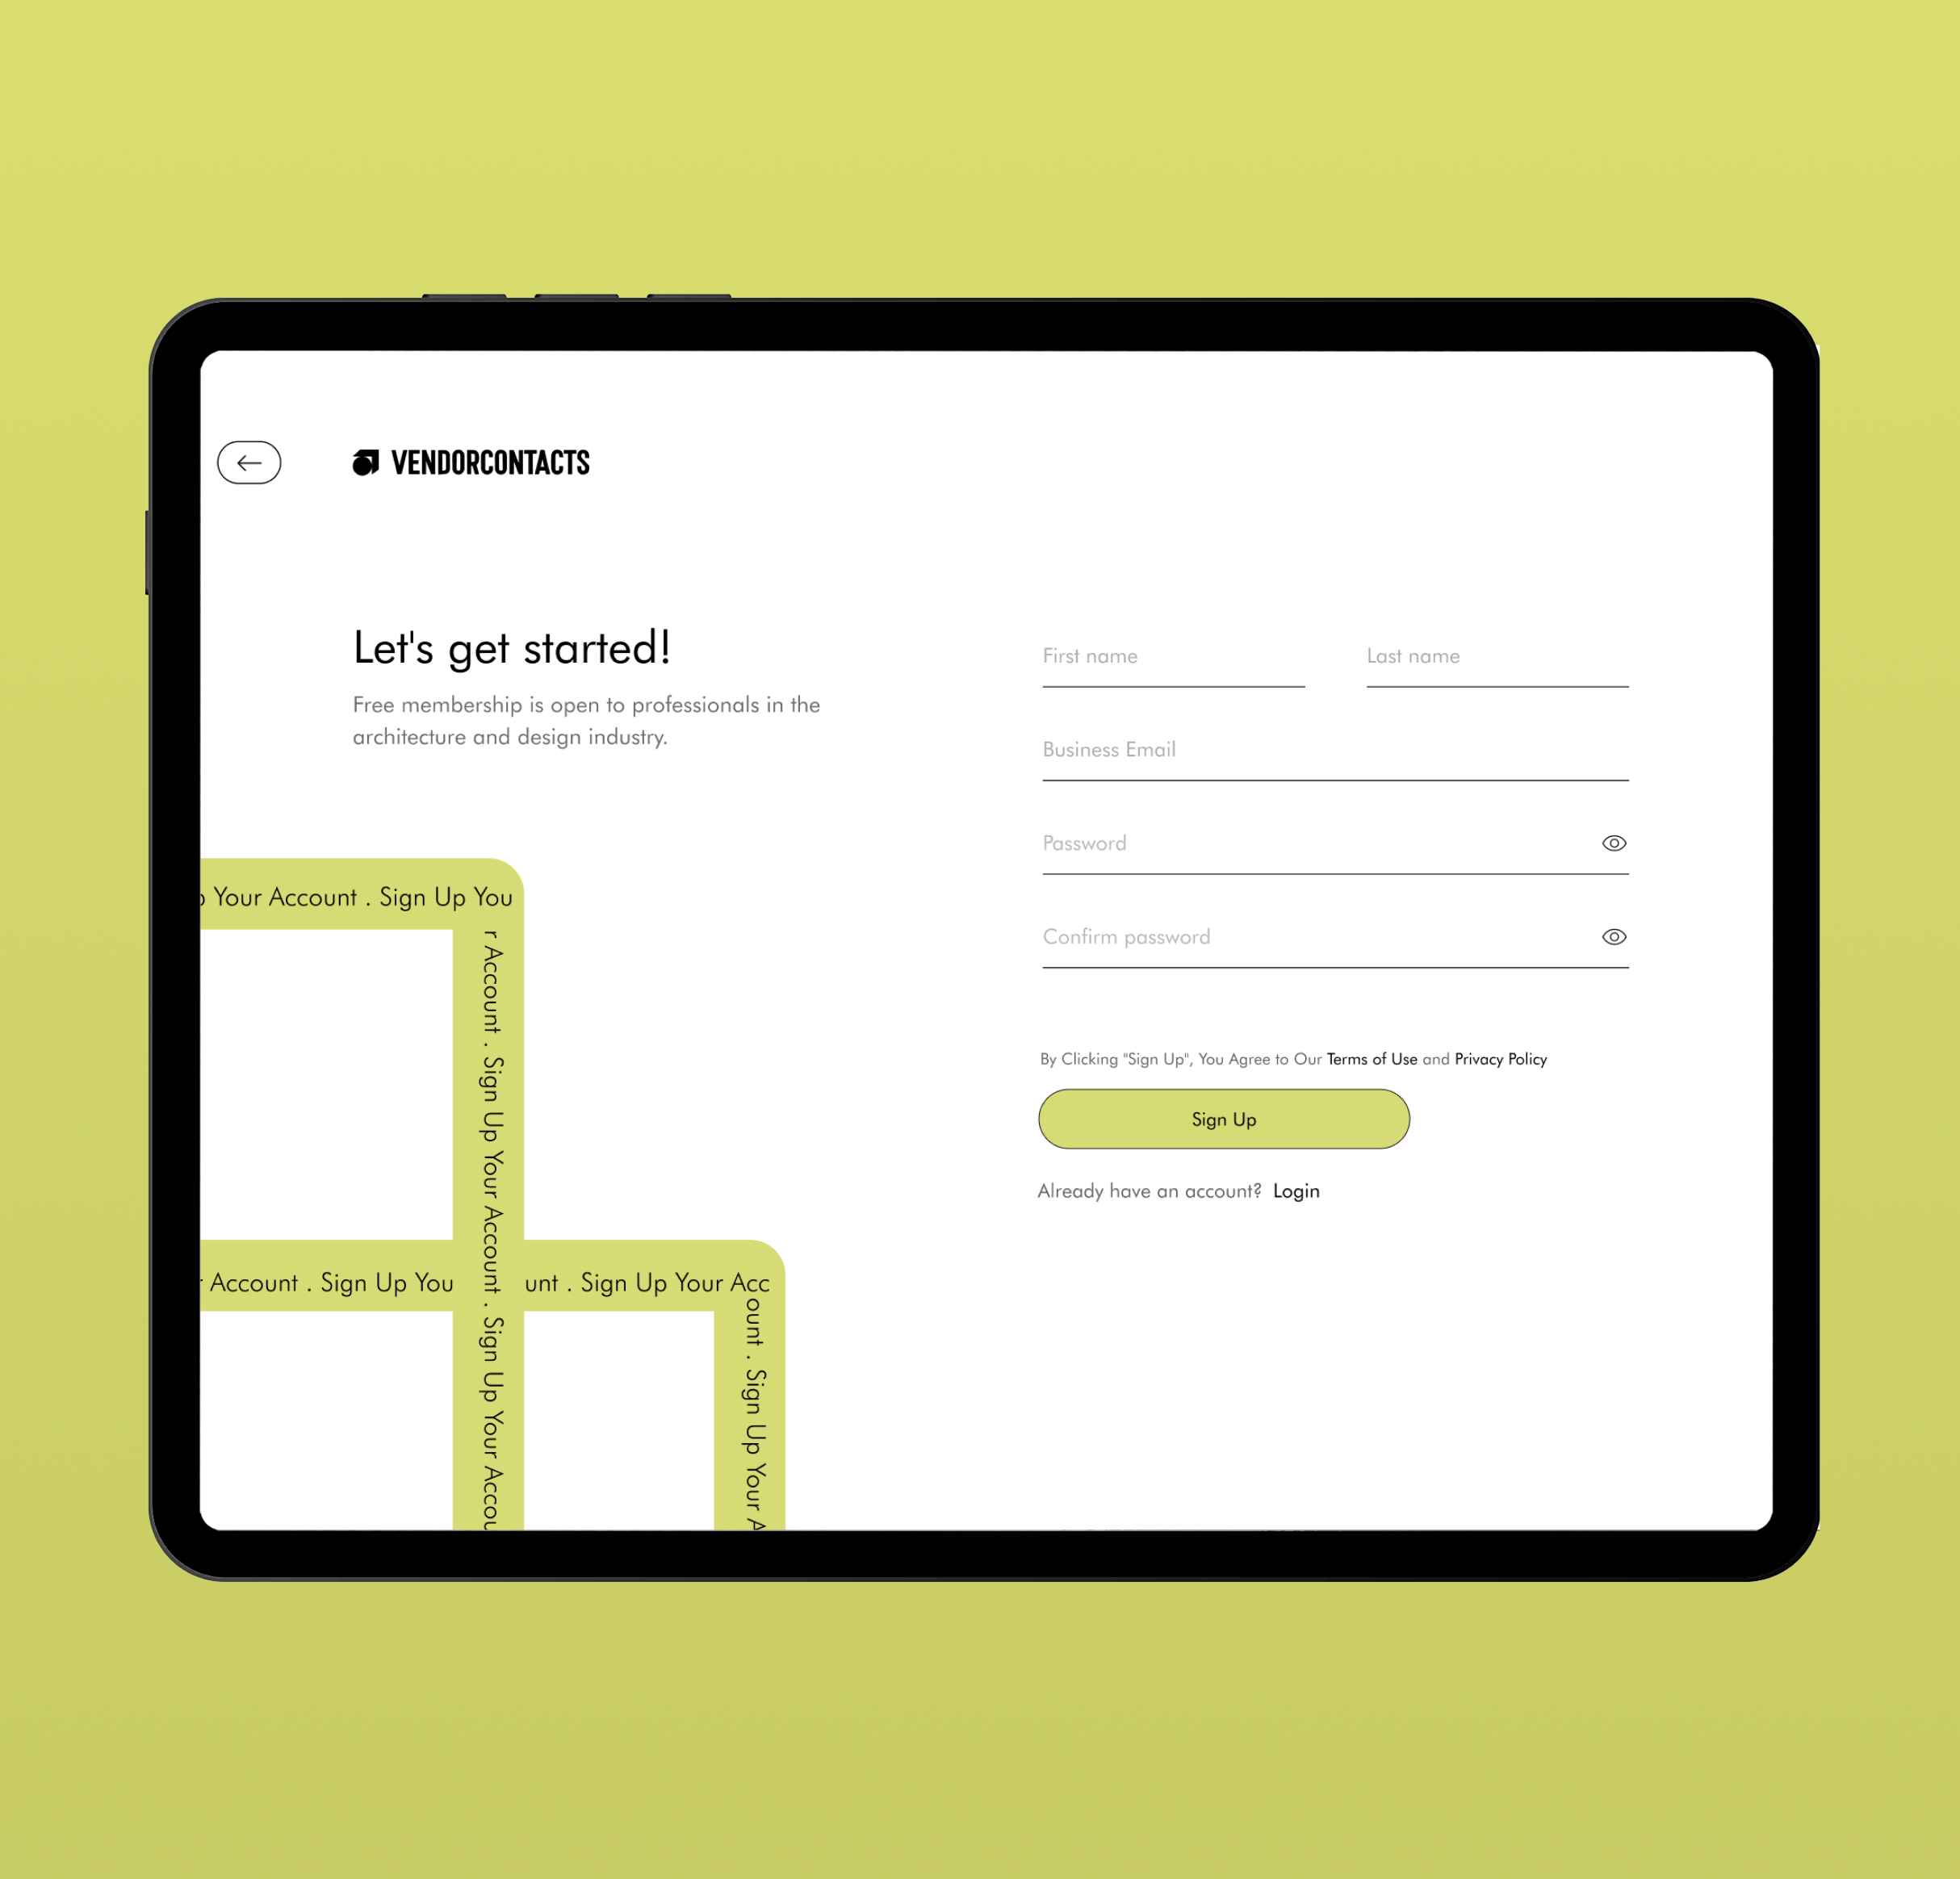 VENDORCONTACTS
Let's get started!
Free membership is open to professionals in the
architecture and design industry.
First name
Last name
Business Email
Password
Confirm password
By Clicking "Sign Up", You Agree to Our Terms of Use and Privacy Policy
Sign Up
Already have an account? Login
p Your Account . Sign Up You
r Account . Sign Up Your Account . Sign Up Your Accou
r Account . Sign Up You
unt . Sign Up Your Acc
ount . Sign Up Your A